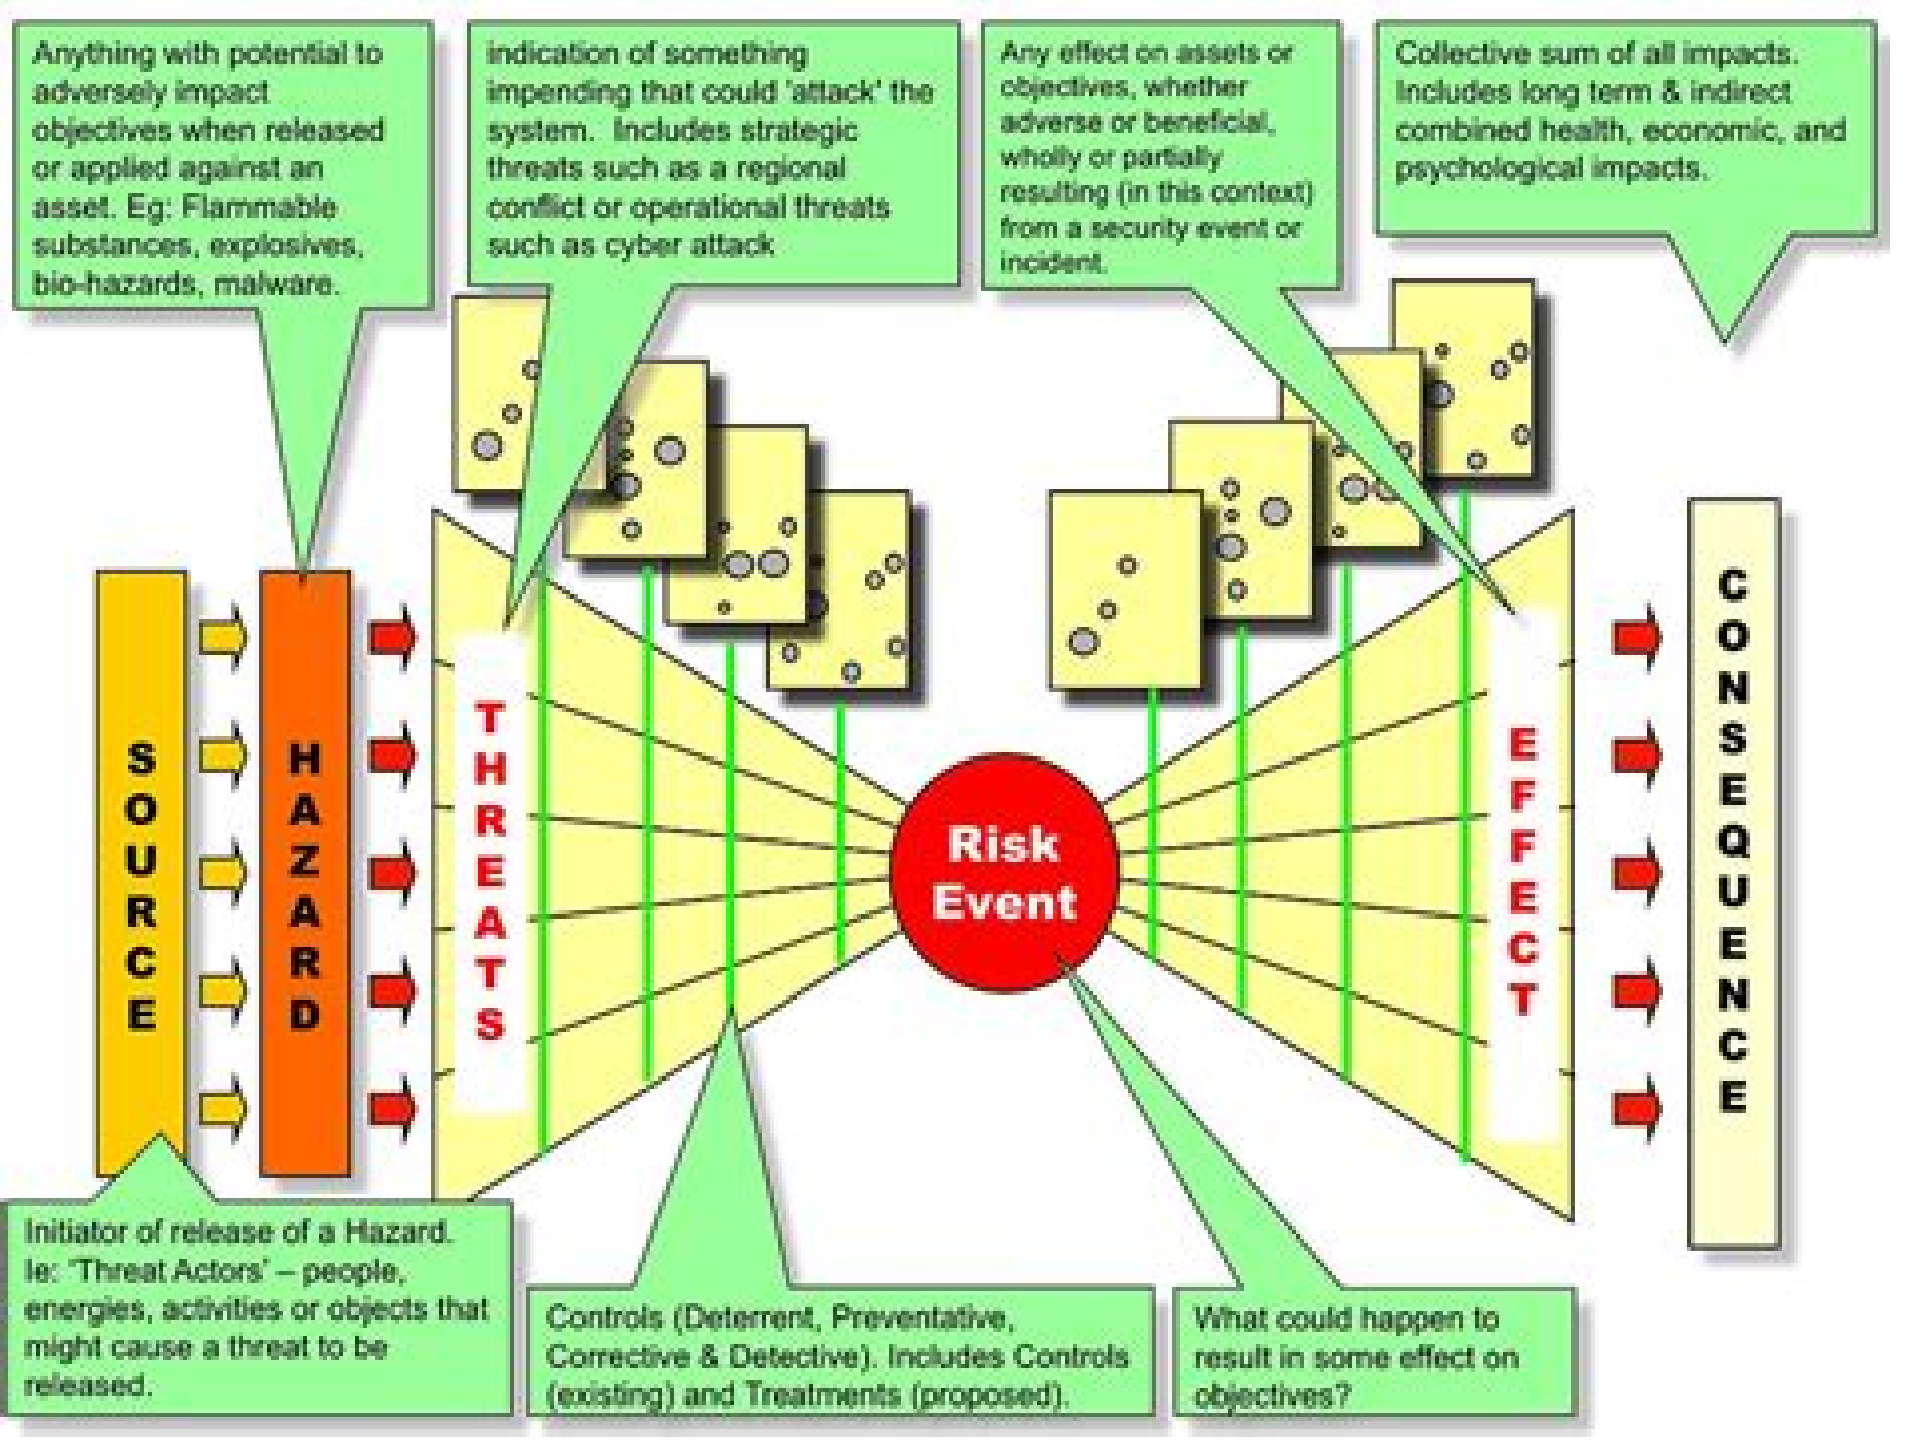 Anything with potential to
adversely impact
objectives when released
or applied against an
asset. Eg: Flammable
substances, explosives,
bio-hazards, malware.
Indication of something
impending that could 'attack' the
system. Includes strategic
threats such as a regional
conflict or operational threats
such as cyber attack
Any effect on assets or
objectives, whether
adverse or beneficial,
wholly or partially
resulting (in this context)
from a security event or
incident.
Collective sum of all impacts.
Includes long term & indirect
combined health, economic, and
psychological impacts.
SOURCE
HAZARD
THREATS
Risk
Event
EFFECT
CONSEQUENCE
Initiator of release of a Hazard.
Ie: 'Threat Actors' – people,
energies, activities or objects that
might cause a threat to be
released.
Controls (Deterrent, Preventative,
Corrective & Detective). Includes Controls
(existing) and Treatments (proposed).
What could happen to
result in some effect on
objectives?